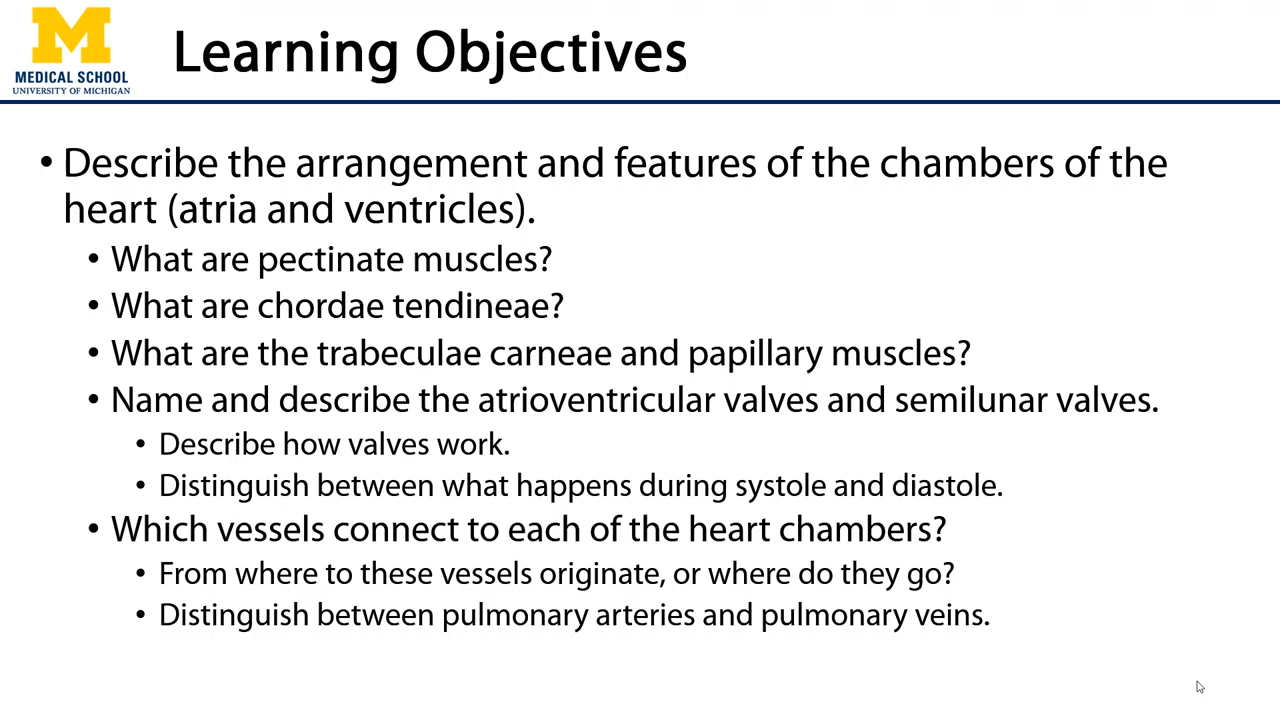 M
MEDICAL SCHOOL
UNIVERSITY OF MICHIGAN
Learning Objectives
• Describe the arrangement and features of the chambers of the
heart (atria and ventricles).
• What are pectinate muscles?
• What are chordae tendineae?
• What are the trabeculae carneae and papillary muscles?
• Name and describe the atrioventricular valves and semilunar valves.
• Describe how valves work.
• Distinguish between what happens during systole and diastole.
• Which vessels connect to each of the heart chambers?
• From where to these vessels originate, or where do they go?
• Distinguish between pulmonary arteries and pulmonary veins.